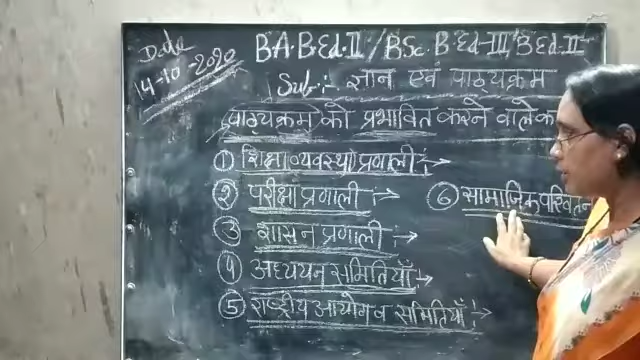 Date
14-10-2020
B.A.B.Ed.II / B.Sc. B.Ed-III, B.Ed.II-
Sub:- ज्ञान एवं पाठ्यक्रम
पाठ्यक्रम को प्रभावित करने वाले
① शिक्षा व्यवस्था प्रणाली :→
② परीक्षा प्रणाली :→
③ शासन प्रणाली :→
④ अध्ययन समितियाँ :→
⑤ राष्ट्रीय आयोग व समितियाँ :→
⑥ सामाजिक परिवर्तन